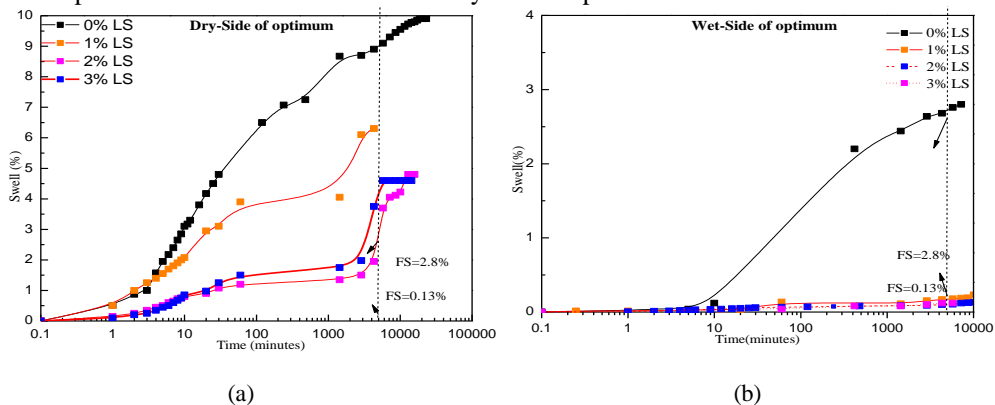 Dry-Side of optimum
0% LS
1% LS
2% LS
3% LS
10
9
8
7
6
5
4
3
2
1
0
Swell (%)
FS=2.8%
FS=0.13%
0.1 1 10 100 1000 10000 100000
Time (minutes)
(a)
Wet-Side of optimum
0% LS
1% LS
2% LS
3% LS
4
3
2
1
0
Swell(%)
FS=2.8%
FS=0.13%
0.1 1 10 100 1000 10000
Time(minutes)
(b)